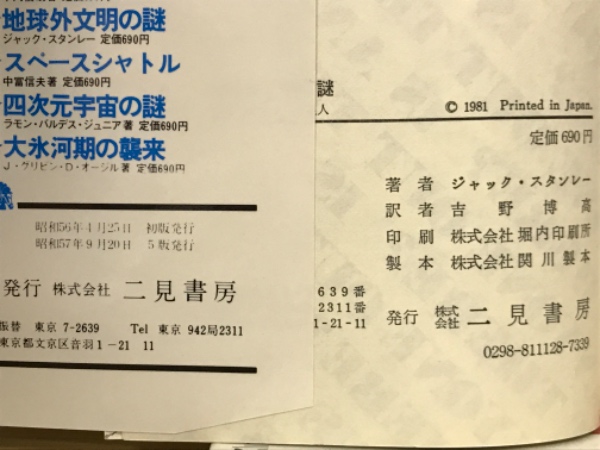 地球外文明の謎
ジャック・スタンレー 定価690円
スペースシャトル
中冨信夫著 定価690円
四次元宇宙の謎
ラモン・バルデス・ジュニア著 定価690円
大氷河期の襲来
J・グリビン・D・オージル著 定価690円
昭和56年4月25日 初版発行
昭和57年9月20日 5版発行
発行 株式会社 二見書房
振替 東京 7-2639 Tel 東京 942局2311
東京都文京区音羽1-21 11
謎
人
© 1981 Printed in Japan.
定価690円
著者 ジャック・スタンレー
訳者 吉野博高
印刷 株式会社 堀内印刷所
製本 株式会社 関川製本
639番
2311番
1-21-11
発行 株式会社 二見書房
0298-811128-7339